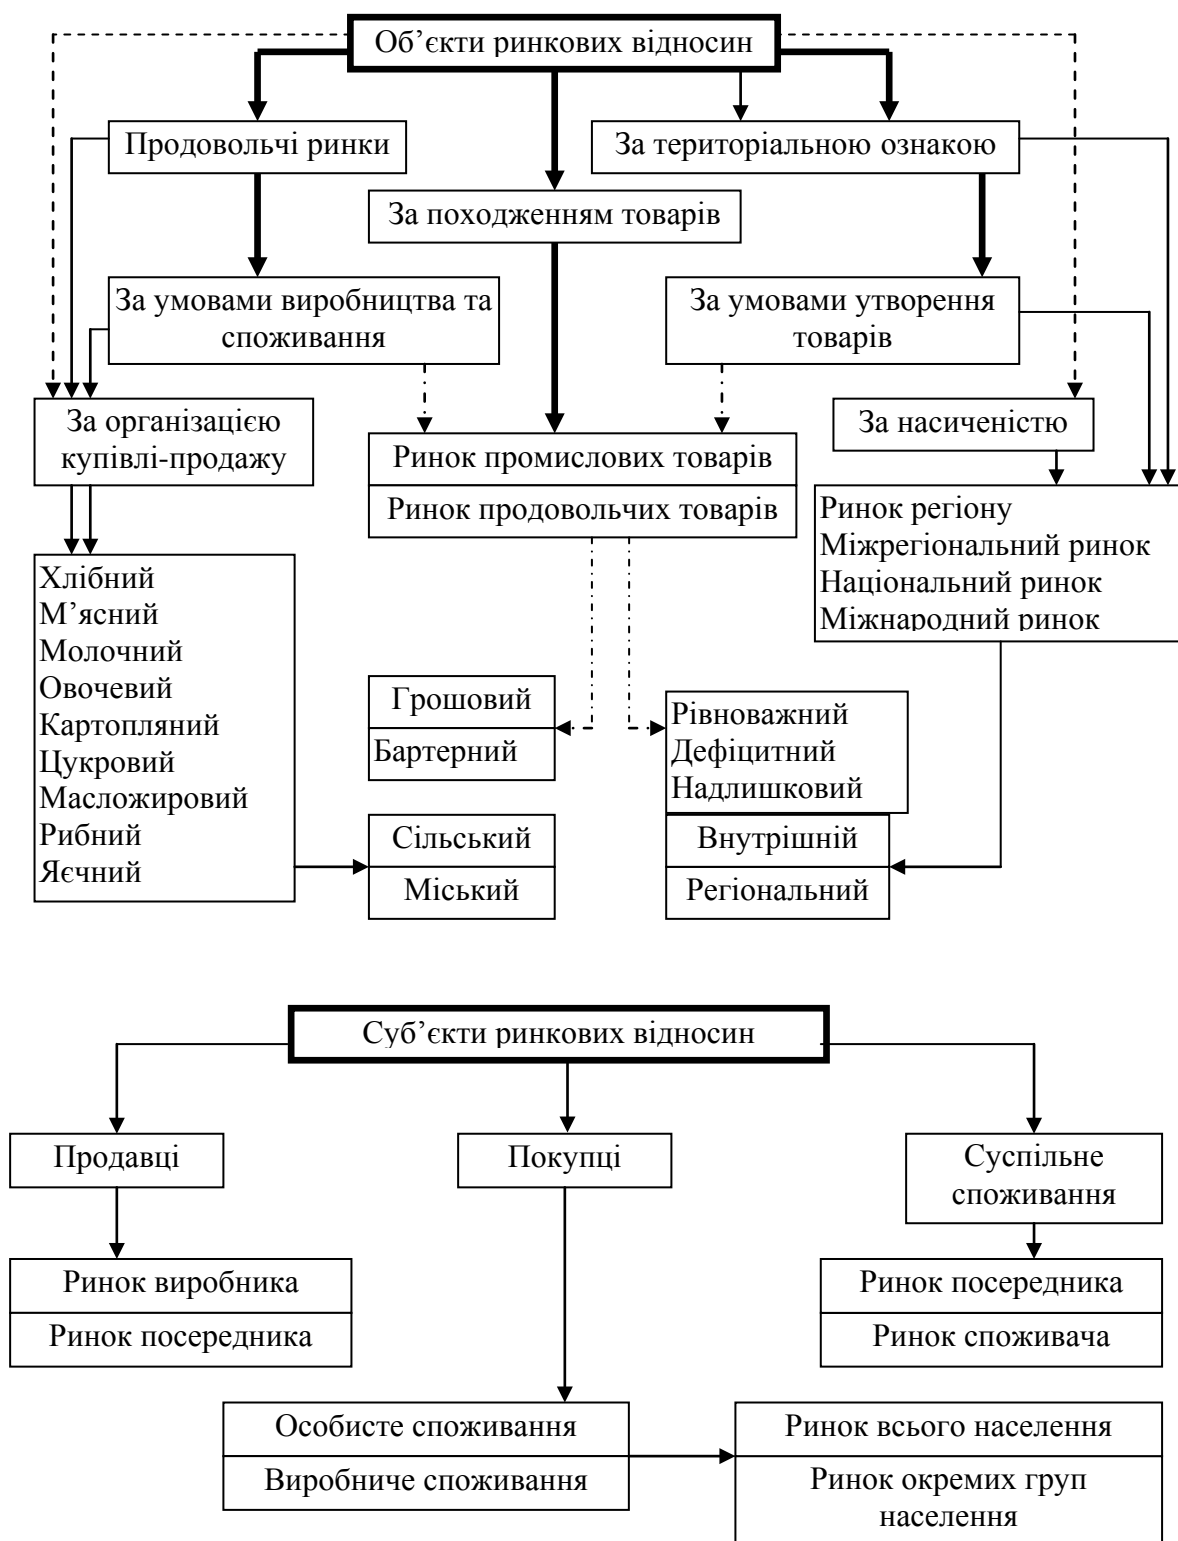 Об’єкти ринкових відносин
Продовольчі ринки
За територіальною ознакою
За походженням товарів
За умовами виробництва та
споживання
За умовами утворення
товарів
За організацією
купівлі-продажу
За насиченістю
Ринок промислових товарів
Ринок продовольчих товарів
Ринок регіону
Міжрегіональний ринок
Національний ринок
Міжнародний ринок
Хлібний
М’ясний
Молочний
Овочевий
Картопляний
Цукровий
Масложировий
Рибний
Яєчний
Грошовий
Бартерний
Рівноважний
Дефіцитний
Надлишковий
Сільський
Міський
Внутрішній
Регіональний
Суб’єкти ринкових відносин
Продавці
Покупці
Суспільне
споживання
Ринок виробника
Ринок посередника
Ринок посередника
Ринок споживача
Особисте споживання
Виробниче споживання
Ринок всього населення
Ринок окремих груп
населення